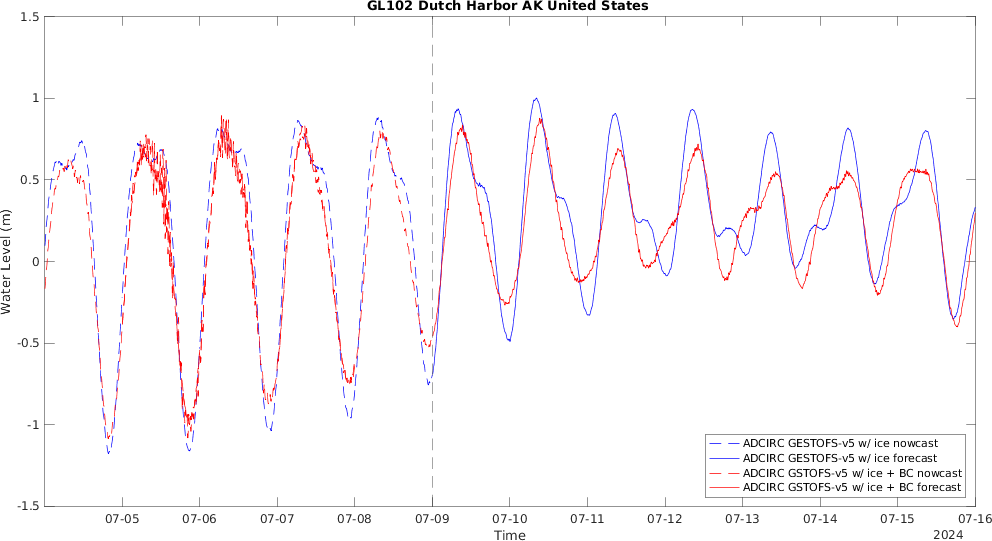 GL102 Dutch Harbor AK United States
1.5
1
0.5
0
-0.5
-1
-1.5
Water Level (m)
07-05 07-06 07-07 07-08 07-09 07-10 07-11 07-12 07-13 07-14 07-15 07-16
Time
2024
ADCIRC GESTOFS-v5 w/ ice nowcast
ADCIRC GESTOFS-v5 w/ ice forecast
ADCIRC GSTOFS-v5 w/ ice + BC nowcast
ADCIRC GSTOFS-v5 w/ ice + BC forecast